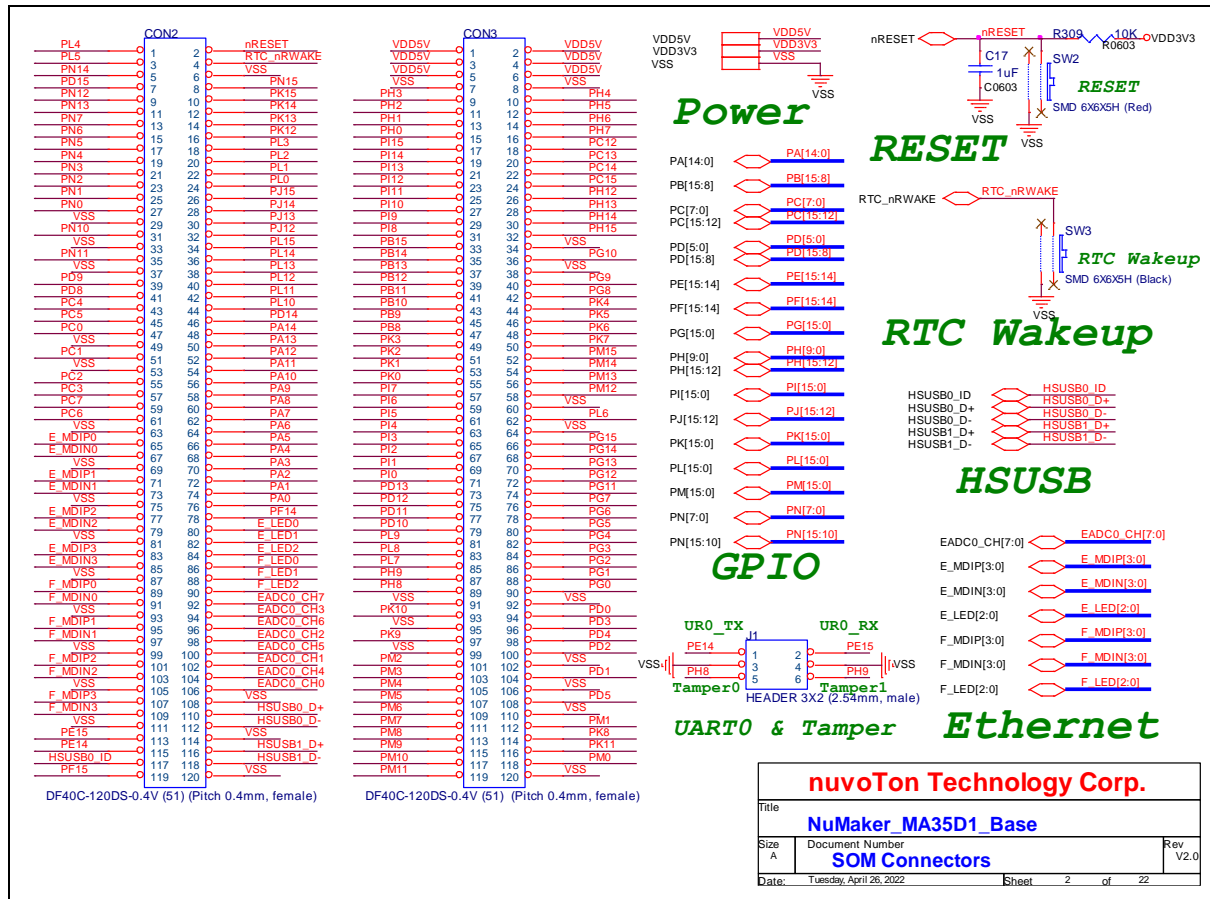 CON2
PL4 1 2 nRESET
PL5 3 4 RTC_nRWAKE
PN14 5 6 VSS
PD15 7 8 PN15
PN12 9 10 PK15
PN13 11 12 PK14
PN7 13 14 PK13
PN6 15 16 PK12
PN5 17 18 PL3
PN4 19 20 PL2
PN3 21 22 PL1
PN2 23 24 PL0
PN1 25 26 PJ15
PN0 27 28 PJ14
VSS 29 30 PJ13
PN10 31 32 PJ12
VSS 33 34 PL15
PN11 35 36 PL14
VSS 37 38 PL13
PD9 39 40 PL12
PD8 41 42 PL11
PC4 43 44 PL10
PC5 45 46 PD14
PC0 47 48 PA14
VSS 49 50 PA13
PC1 51 52 PA12
VSS 53 54 PA11
PC2 55 56 PA10
PC3 57 58 PA9
PC7 59 60 PA8
PC6 61 62 PA7
VSS 63 64 PA6
E_MDIP0 65 66 PA5
E_MDIN0 67 68 PA4
VSS 69 70 PA3
E_MDIP1 71 72 PA2
E_MDIN1 73 74 PA1
VSS 75 76 PA0
E_MDIP2 77 78 PF14
E_MDIN2 79 80 E_LED0
VSS 81 82 E_LED1
E_MDIP3 83 84 E_LED2
E_MDIN3 85 86 F_LED0
VSS 87 88 F_LED1
F_MDIP0 89 90 F_LED2
F_MDIN0 91 92 EADC0_CH7
VSS 93 94 EADC0_CH3
F_MDIP1 95 96 EADC0_CH6
F_MDIN1 97 98 EADC0_CH2
VSS 99 100 EADC0_CH5
F_MDIP2 101 102 EADC0_CH1
F_MDIN2 103 104 EADC0_CH4
VSS 105 106 EADC0_CH0
F_MDIP3 107 108 VSS
F_MDIN3 109 110 HSUSB0_D+
VSS 111 112 HSUSB0_D-
PE15 113 114 VSS
PE14 115 116 HSUSB1_D+
HSUSB0_ID 117 118 HSUSB1_D-
PF15 119 120 VSS
DF40C-120DS-0.4V (51) (Pitch 0.4mm, female)
CON3
VDD5V 1 2 VDD5V
VDD5V 3 4 VDD5V
VDD5V 5 6 VDD5V
VSS 7 8 VSS
PH3 9 10 PH4
PH2 11 12 PH5
PH1 13 14 PH6
PH0 15 16 PH7
PI15 17 18 PC12
PI14 19 20 PC13
PI13 21 22 PC14
PI12 23 24 PC15
PI11 25 26 PH12
PI10 27 28 PH13
PI9 29 30 PH14
PI8 31 32 PH15
PB15 33 34 VSS
PB14 35 36 PG10
PB13 37 38 VSS
PB12 39 40 PG9
PB11 41 42 PG8
PB10 43 44 PK4
PB9 45 46 PK5
PB8 47 48 PK6
PK3 49 50 PK7
PK2 51 52 PM15
PK1 53 54 PM14
PK0 55 56 PM13
PI7 57 58 PM12
PI6 59 60 VSS
PI5 61 62 PL6
PI4 63 64 VSS
PI3 65 66 PG15
PI2 67 68 PG14
PI1 69 70 PG13
PI0 71 72 PG12
PD13 73 74 PG11
PD12 75 76 PG7
PD11 77 78 PG6
PD10 79 80 PG5
PL9 81 82 PG4
PL8 83 84 PG3
PL7 85 86 PG2
PH9 87 88 PG1
PH8 89 90 PG0
VSS 91 92 VSS
PK10 93 94 PD0
VSS 95 96 PD3
PK9 97 98 PD4
VSS 99 100 PD2
PM2 101 102 VSS
PM3 103 104 PD1
PM4 105 106 VSS
PM5 107 108 PD5
PM6 109 110 VSS
PM7 111 112 PM1
PM8 113 114 PK8
PM9 115 116 PK11
PM10 117 118 PM0
PM11 119 120 VSS
DF40C-120DS-0.4V (51) (Pitch 0.4mm, female)
VDD5V VDD5V
VDD3V3 VDD3V3
VSS VSS
VSS
Power
nRESET nRESET R309 10K VDD3V3
R0603
C17
1uF
C0603
VSS
SW2
RESET
SMD 6X6X5H (Red)
VSS
RESET
PA[14:0] PA[14:0]
PB[15:8] PB[15:8]
PC[7:0] PC[7:0]
PC[15:12] PC[15:12]
PD[5:0] PD[5:0]
PD[15:8] PD[15:8]
PE[15:14] PE[15:14]
PF[15:14] PF[15:14]
PG[15:0] PG[15:0]
PH[9:0] PH[9:0]
PH[15:12] PH[15:12]
PI[15:0] PI[15:0]
PJ[15:12] PJ[15:12]
PK[15:0] PK[15:0]
PL[15:0] PL[15:0]
PM[15:0] PM[15:0]
PN[7:0] PN[7:0]
PN[15:10] PN[15:10]
GPIO
RTC_nRWAKE RTC_nRWAKE
SW3
RTC Wakeup
SMD 6X6X5H (Black)
VSS
RTC Wakeup
HSUSB0_ID HSUSB0_ID
HSUSB0_D+ HSUSB0_D+
HSUSB0_D- HSUSB0_D-
HSUSB1_D+ HSUSB1_D+
HSUSB1_D- HSUSB1_D-
HSUSB
EADC0_CH[7:0] EADC0_CH[7:0]
E_MDIP[3:0] E_MDIP[3:0]
E_MDIN[3:0] E_MDIN[3:0]
E_LED[2:0] E_LED[2:0]
F_MDIP[3:0] F_MDIP[3:0]
F_MDIN[3:0] F_MDIN[3:0]
F_LED[2:0] F_LED[2:0]
Ethernet
UR0_TX J1 UR0_RX
PE14 1 2 PE15
VSS 3 4 VSS
PH8 5 6 PH9
Tamper0 Tamper1
HEADER 3X2 (2.54mm, male)
UART0 & Tamper
nuvoTon Technology Corp.
Title
NuMaker_MA35D1_Base
Size Document Number Rev
A SOM Connectors V2.0
Date: Tuesday, April 26, 2022 Sheet 2 of 22